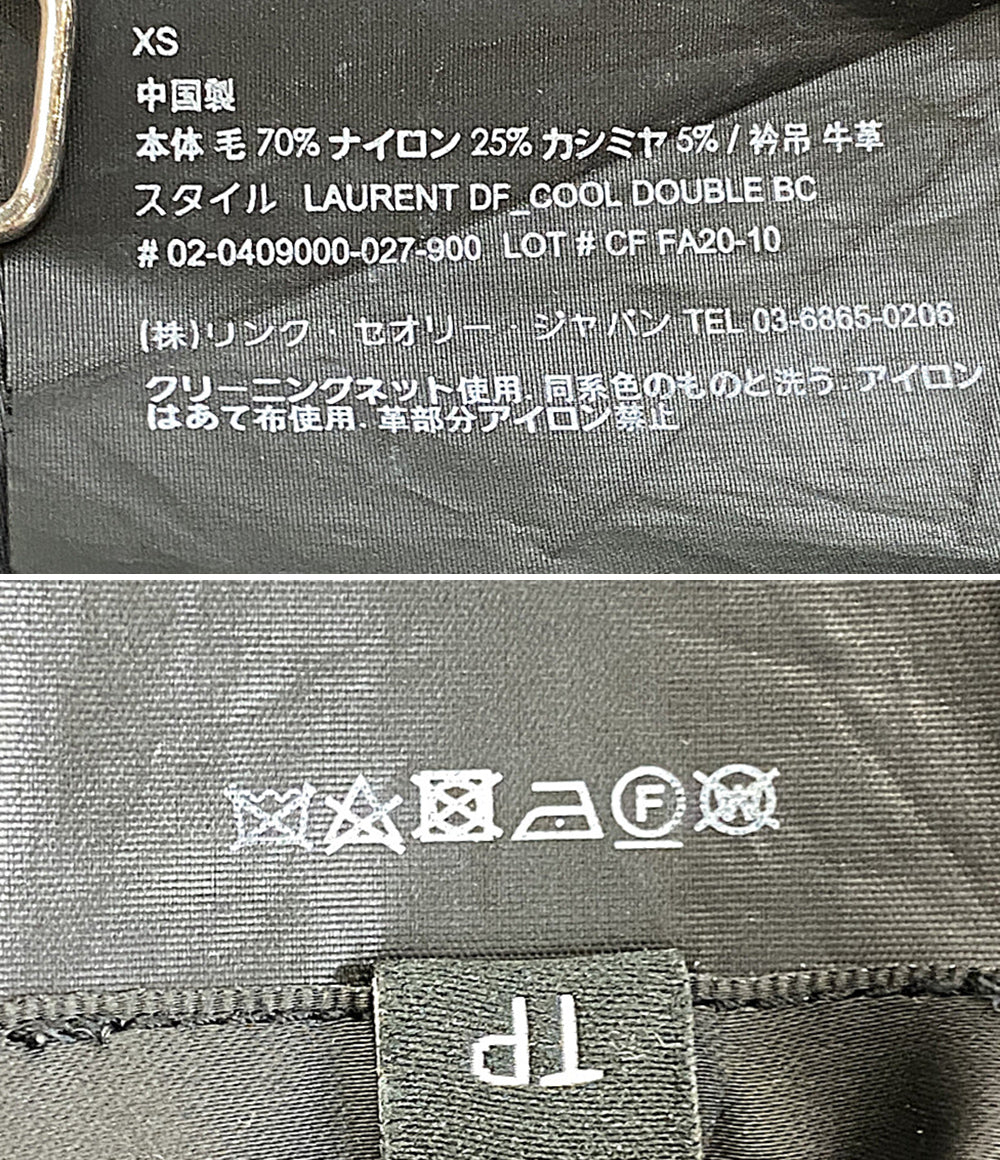 XS
中国製
本体 毛 70% ナイロン 25% カシミヤ 5% / 衿吊 牛革
スタイル LAURENT DF_COOL DOUBLE BC
# 02-0409000-027-900 LOT # CF FA20-10
(株)リンク・セオリー・ジャパン TEL 03-6865-0206
クリーニングネット使用. 同系色のものと洗う. アイロン
はあて布使用. 革部分アイロン禁止
F W
TP